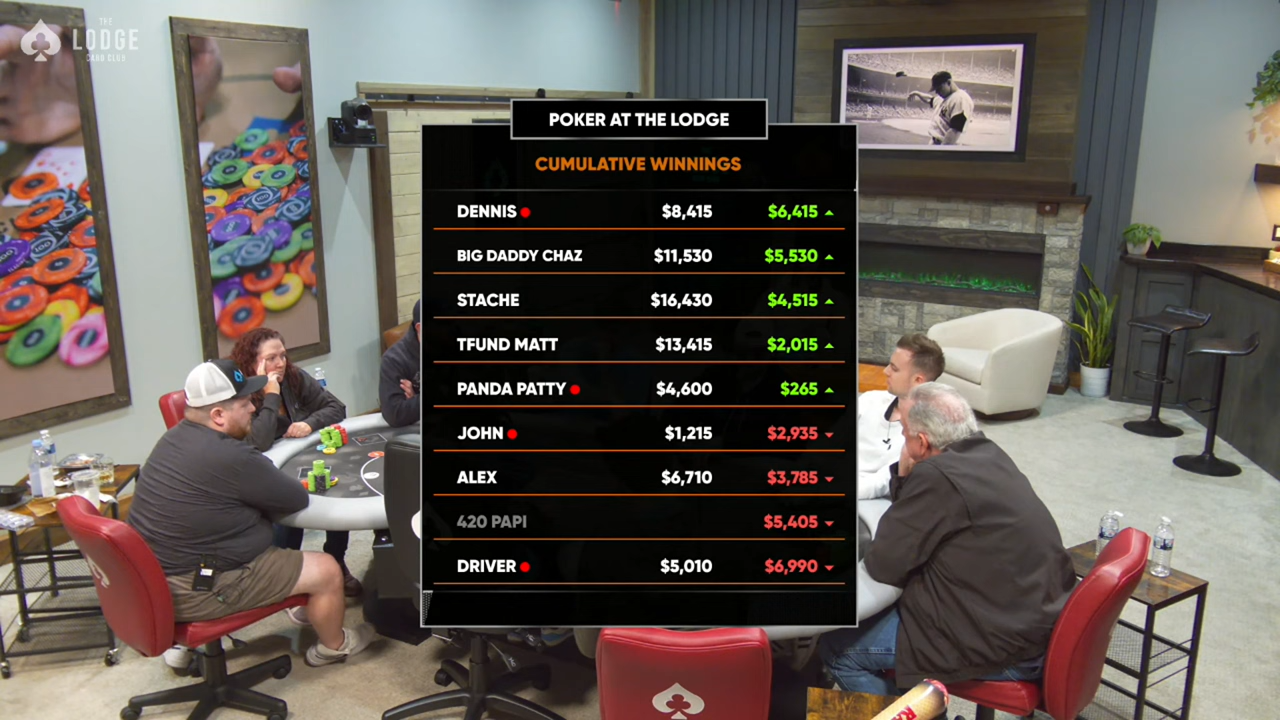 THE
LODGE
CARD CLUB
POKER AT THE LODGE
CUMULATIVE WINNINGS
DENNIS $8,415 $6,415
BIG DADDY CHAZ $11,530 $5,530
STACHE $16,430 $4,515
TFUND MATT $13,415 $2,015
PANDA PATTY $4,600 $265
JOHN $1,215 $2,935
ALEX $6,710 $3,785
420 PAPI $5,405
DRIVER $5,010 $6,990